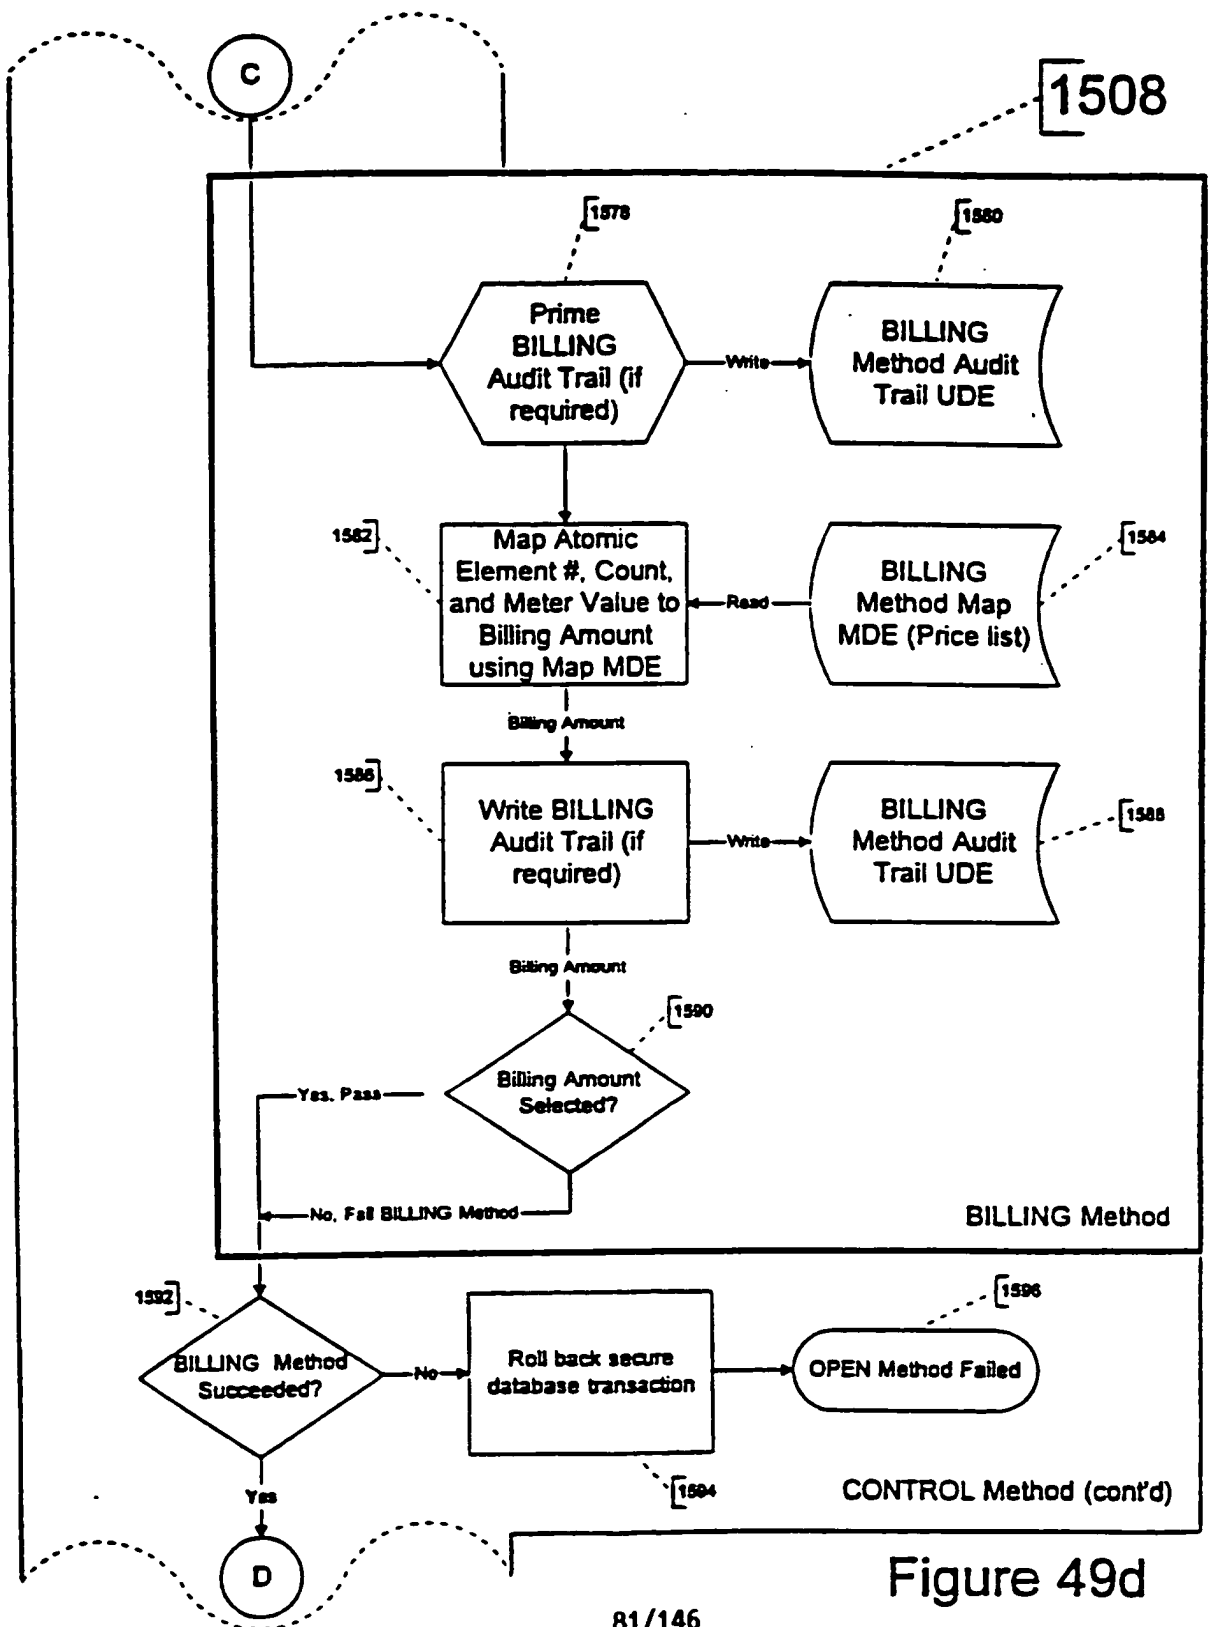 C
1508
1578
1580
Prime
BILLING
Audit Trail (if
required)
Write
BILLING
Method Audit
Trail UDE
1582
Map Atomic
Element #, Count,
and Meter Value to
Billing Amount
using Map MDE
Read
BILLING
Method Map
MDE (Price list)
1584
Billing Amount
1586
Write BILLING
Audit Trail (if
required)
Write
BILLING
Method Audit
Trail UDE
1588
Billing Amount
1590
Billing Amount
Selected?
Yes, Pass
No, Fail BILLING Method
BILLING Method
1592
BILLING Method
Succeeded?
No
Roll back secure
database transaction
1596
OPEN Method Failed
1594
Yes
CONTROL Method (cont'd)
D
Figure 49d
81/146